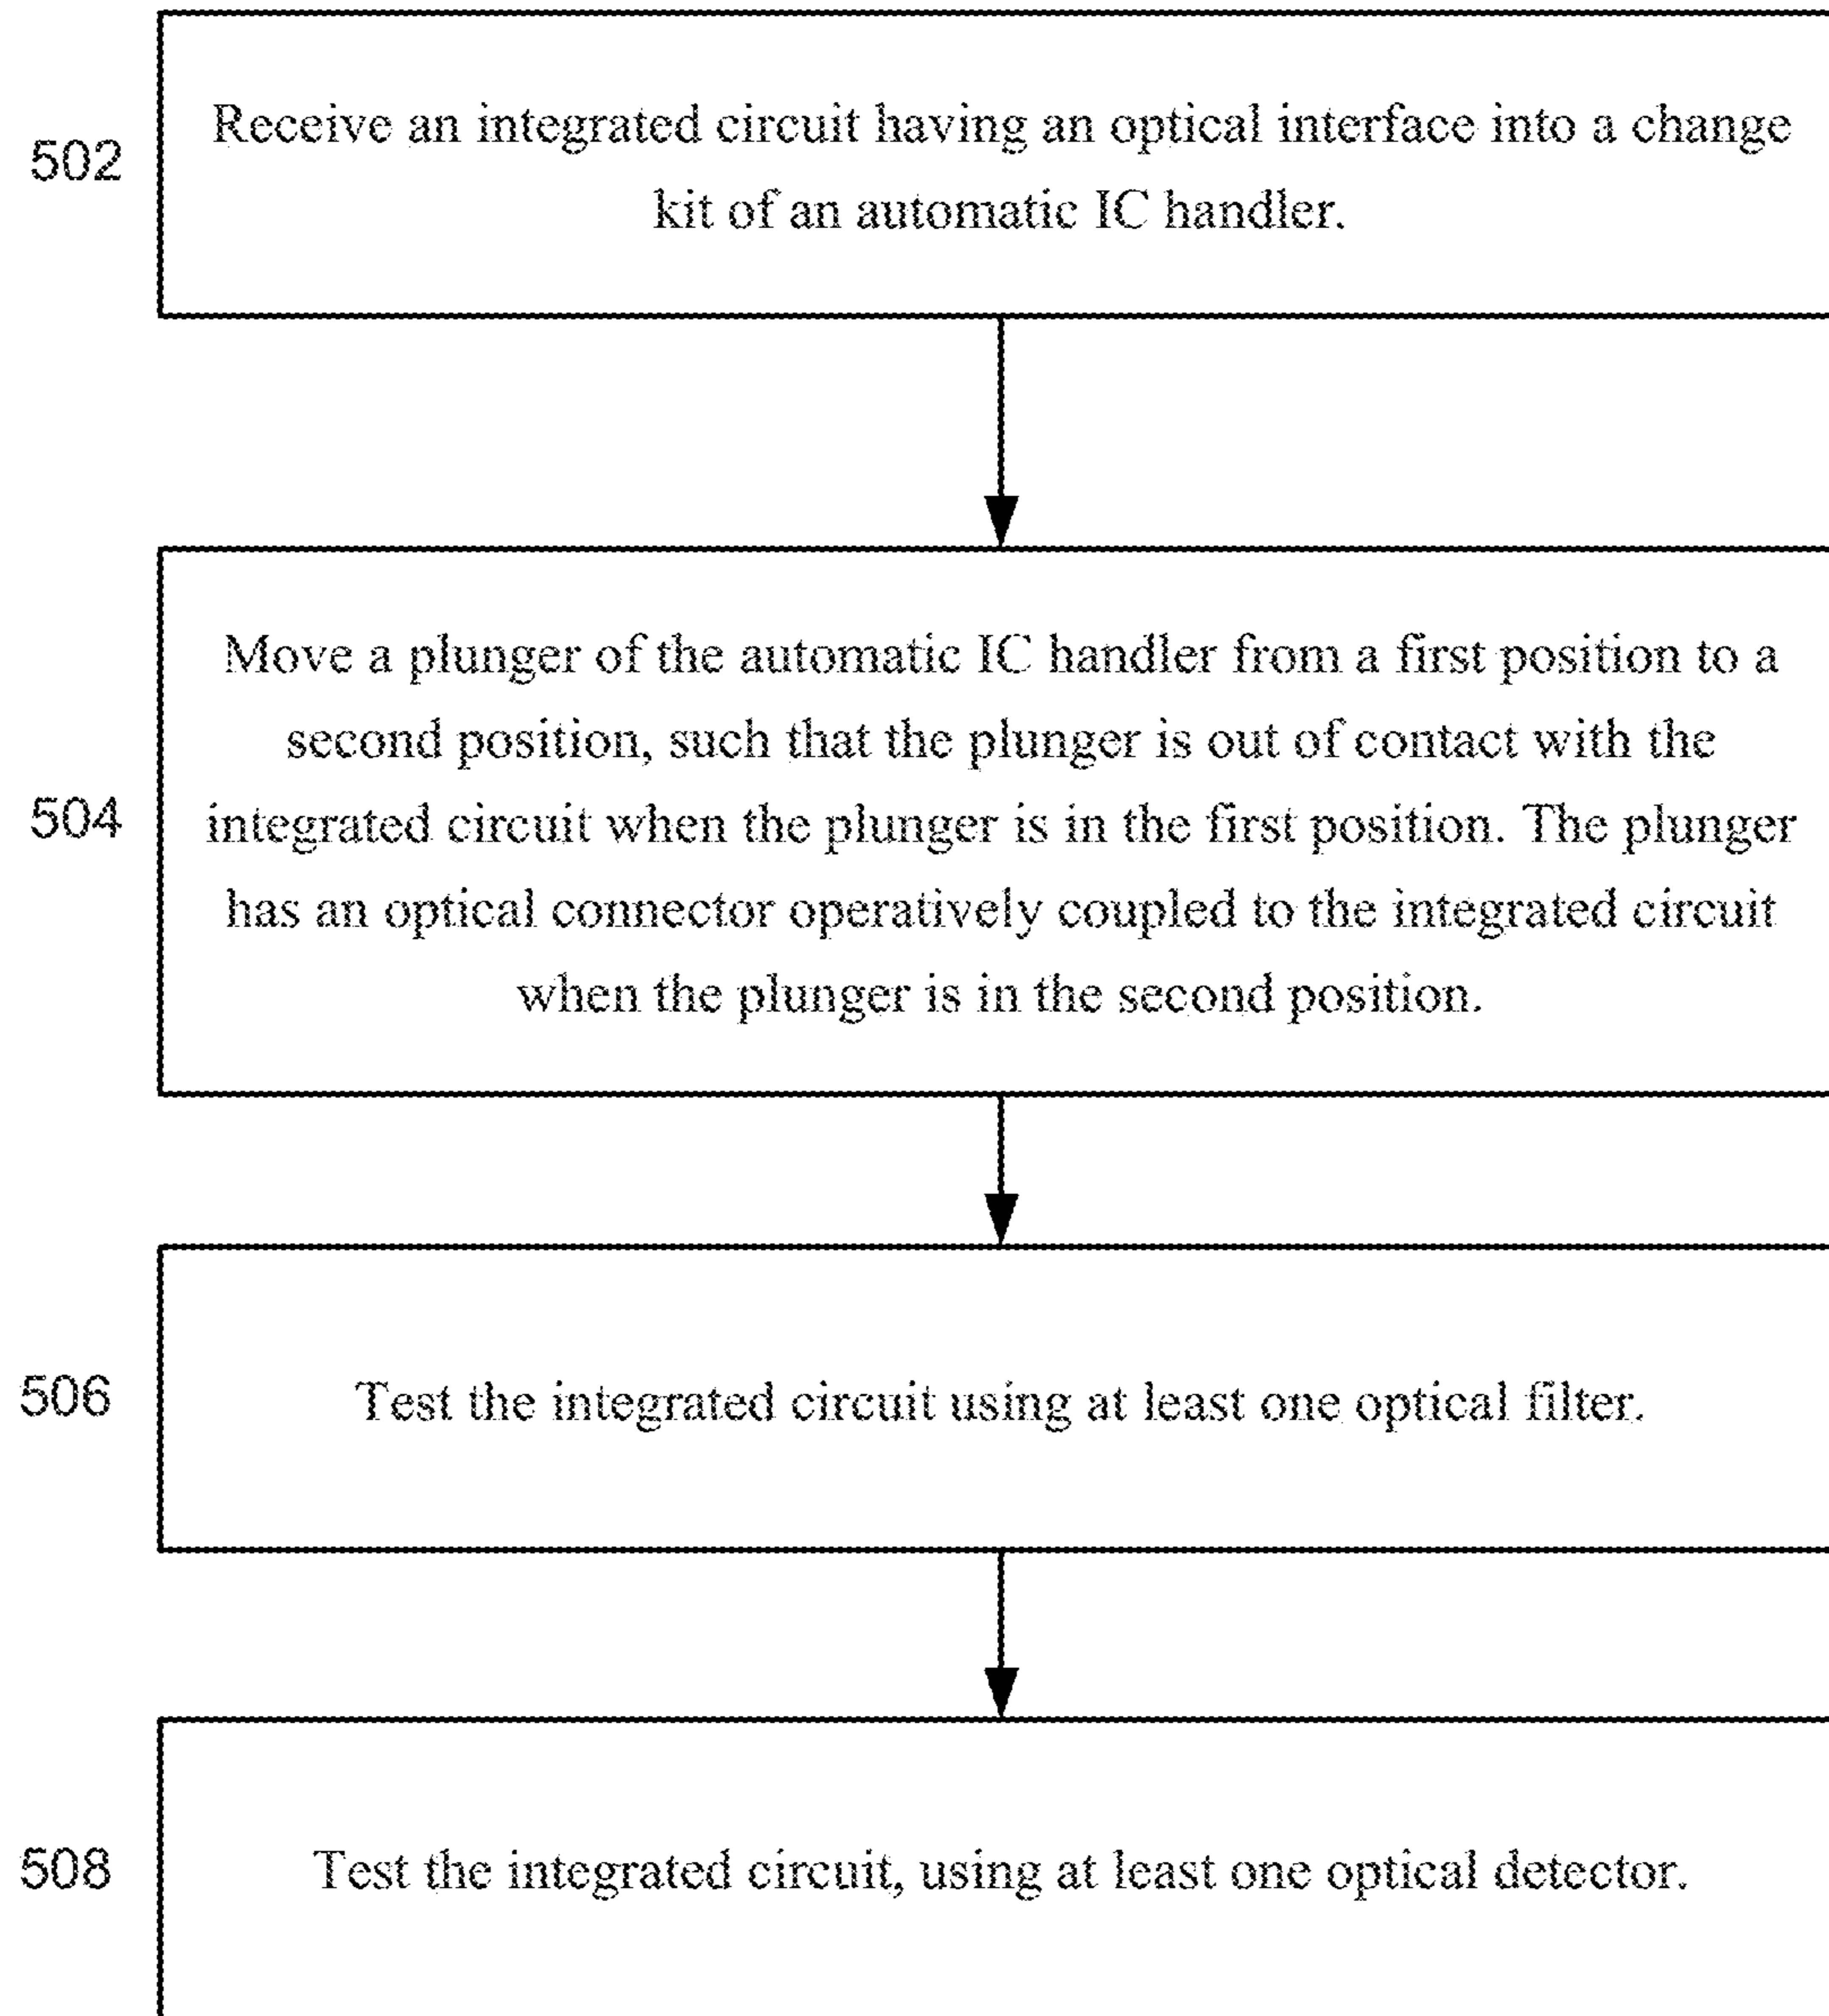 502
Receive an integrated circuit having an optical interface into a change
kit of an automatic IC handler.
504
Move a plunger of the automatic IC handler from a first position to a
second position, such that the plunger is out of contact with the
integrated circuit when the plunger is in the first position. The plunger
has an optical connector operatively coupled to the integrated circuit
when the plunger is in the second position.
506
Test the integrated circuit using at least one optical filter.
508
Test the integrated circuit, using at least one optical detector.